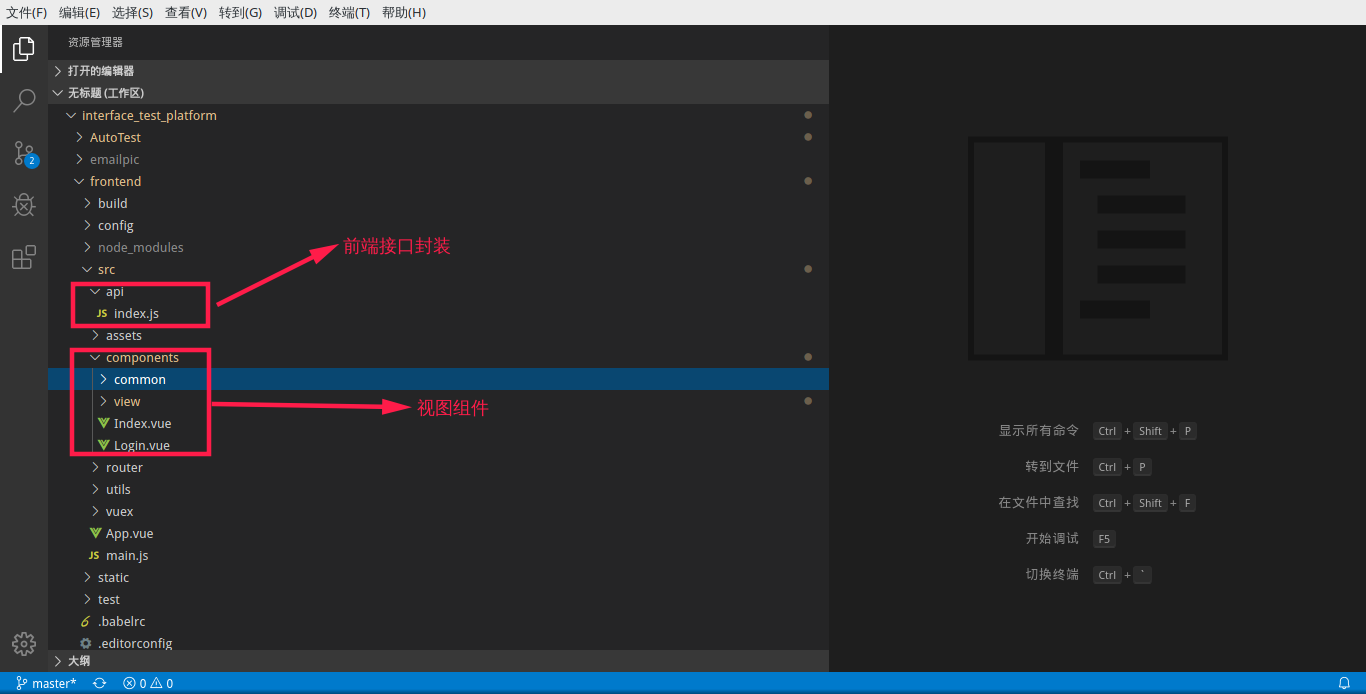 文件(F) 编辑(E) 选择(S) 查看(V) 转到(G) 调试(D) 终端(T) 帮助(H)
资源管理器
打开的编辑器
无标题 (工作区)
interface_test_platform
AutoTest
emailpic
frontend
build
config
node_modules
前端接口封装
src
api
JS index.js
assets
components
common
view
视图组件
Index.vue
Login.vue
router
utils
vuex
App.vue
JS main.js
static
test
.babelrc
.editorconfig
大纲
2
显示所有命令 Ctrl + Shift + P
转到文件 Ctrl + P
在文件中查找 Ctrl + Shift + F
开始调试 F5
切换终端 Ctrl + `
master* 0 0